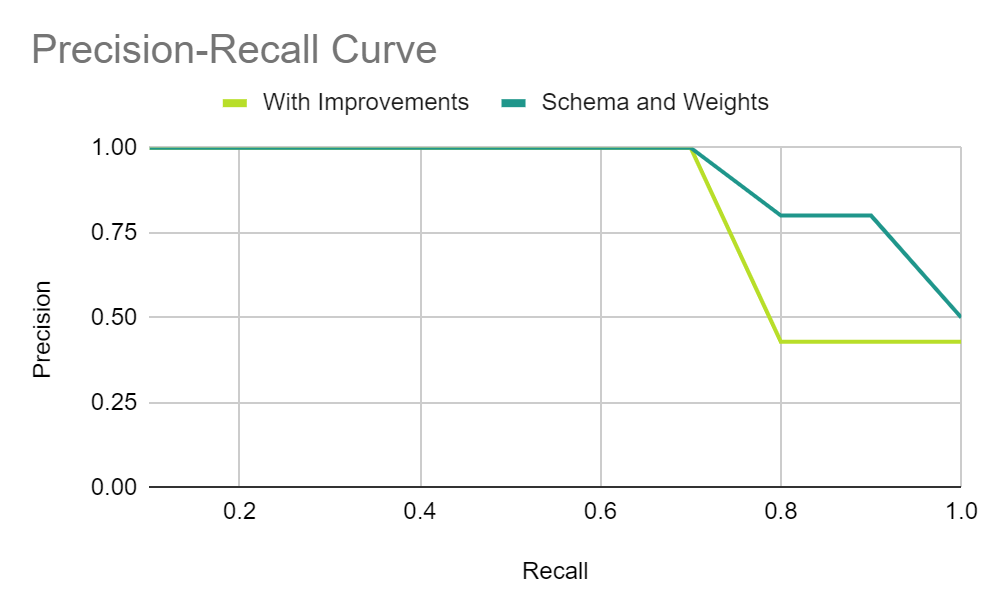 Precision-Recall Curve
With Improvements Schema and Weights
1.00
0.75
0.50
0.25
0.00
Precision
0.2 0.4 0.6 0.8 1.0
Recall